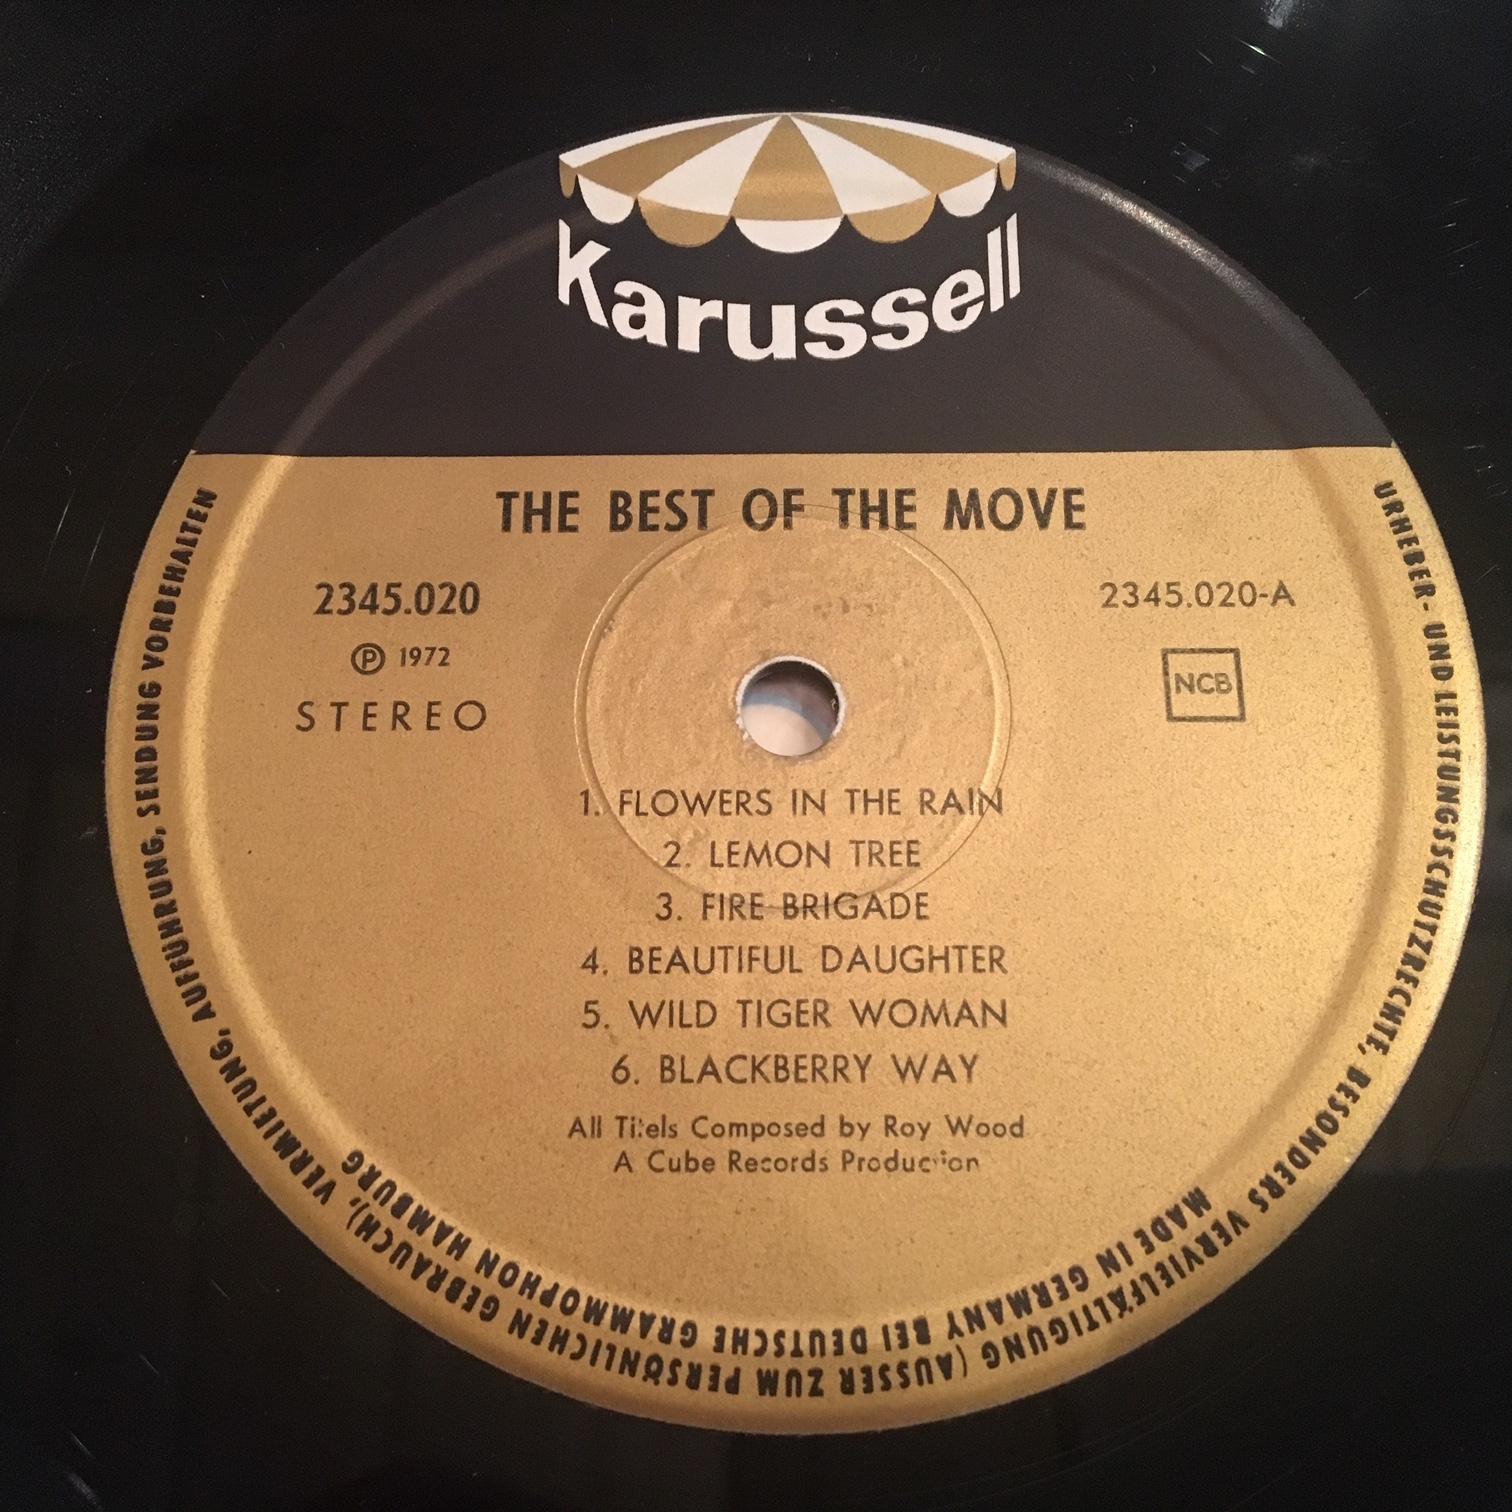 Karussell
THE BEST OF THE MOVE
2345.020
Ⓟ 1972
STEREO
2345.020-A
NCB
1. FLOWERS IN THE RAIN
2. LEMON TREE
3. FIRE BRIGADE
4. BEAUTIFUL DAUGHTER
5. WILD TIGER WOMAN
6. BLACKBERRY WAY
All Titels Composed by Roy Wood
A Cube Records Production
URHEBER- UND LEISTUNGSSCHUTZRECHTE, BESONDERS VERVIELFÄLTIGUNG (AUSSER ZUM PERSÖNLICHEN GEBRAUCH), VERMIETUNG, AUFFÜHRUNG, SENDUNG VORBEHALTEN
MADE IN GERMANY BEI DEUTSCHE GRAMMOPHON HAMBURG